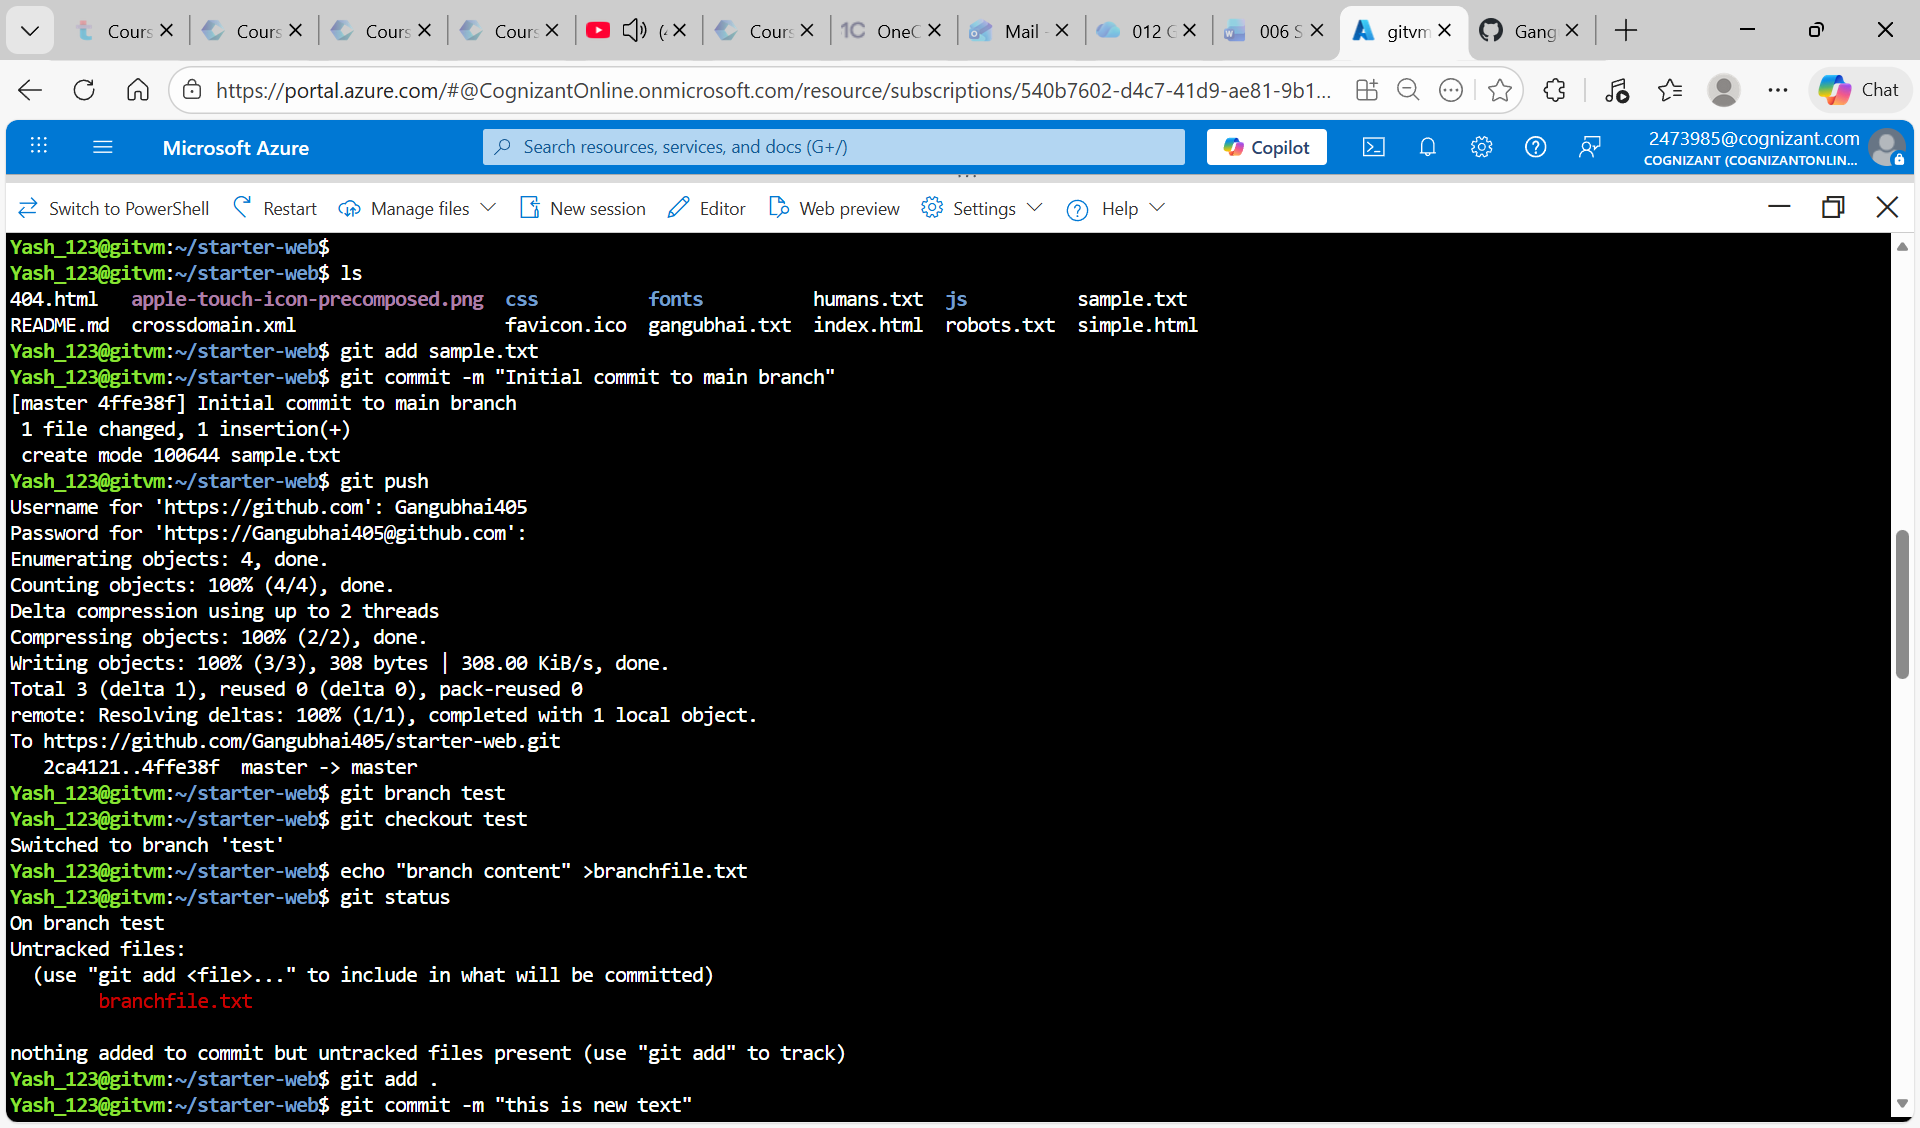 Cours
Cours
Cours
Cours
Cours
OneC
Mail
012
006 S
gitvm
Gang
https://portal.azure.com/#@CognizantOnline.onmicrosoft.com/resource/subscriptions/540b7602-d4c7-41d9-ae81-9b1...
Chat
Microsoft Azure
Search resources, services, and docs (G+/)
Copilot
2473985@cognizant.com
COGNIZANT (COGNIZANTONLIN...
Switch to PowerShell Restart Manage files New session Editor Web preview Settings Help
Yash_123@gitvm:~/starter-web$
Yash_123@gitvm:~/starter-web$ ls
404.html apple-touch-icon-precomposed.png css fonts humans.txt js sample.txt
README.md crossdomain.xml favicon.ico gangubhai.txt index.html robots.txt simple.html
Yash_123@gitvm:~/starter-web$ git add sample.txt
Yash_123@gitvm:~/starter-web$ git commit -m "Initial commit to main branch"
[master 4ffe38f] Initial commit to main branch
1 file changed, 1 insertion(+)
create mode 100644 sample.txt
Yash_123@gitvm:~/starter-web$ git push
Username for 'https://github.com': Gangubhai405
Password for 'https://Gangubhai405@github.com':
Enumerating objects: 4, done.
Counting objects: 100% (4/4), done.
Delta compression using up to 2 threads
Compressing objects: 100% (2/2), done.
Writing objects: 100% (3/3), 308 bytes | 308.00 KiB/s, done.
Total 3 (delta 1), reused 0 (delta 0), pack-reused 0
remote: Resolving deltas: 100% (1/1), completed with 1 local object.
To https://github.com/Gangubhai405/starter-web.git
2ca4121..4ffe38f master -> master
Yash_123@gitvm:~/starter-web$ git branch test
Yash_123@gitvm:~/starter-web$ git checkout test
Switched to branch 'test'
Yash_123@gitvm:~/starter-web$ echo "branch content" >branchfile.txt
Yash_123@gitvm:~/starter-web$ git status
On branch test
Untracked files:
(use "git add <file>..." to include in what will be committed)
branchfile.txt
nothing added to commit but untracked files present (use "git add" to track)
Yash_123@gitvm:~/starter-web$ git add .
Yash_123@gitvm:~/starter-web$ git commit -m "this is new text"